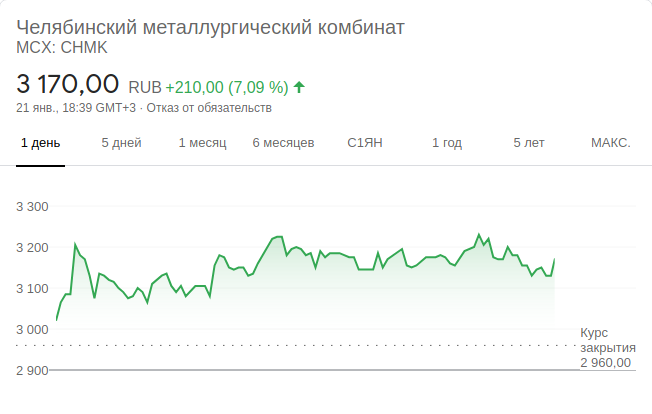 Челябинский металлургический комбинат
MCX: CHMK
3 170,00 RUB +210,00 (7,09 %)
21 янв., 18:39 GMT+3 · Отказ от обязательств
1 день 5 дней 1 месяц 6 месяцев С1ЯН 1 год 5 лет МАКС.
3 300
3 200
3 100
3 000
Курс
закрытия
2 960,00
2 900